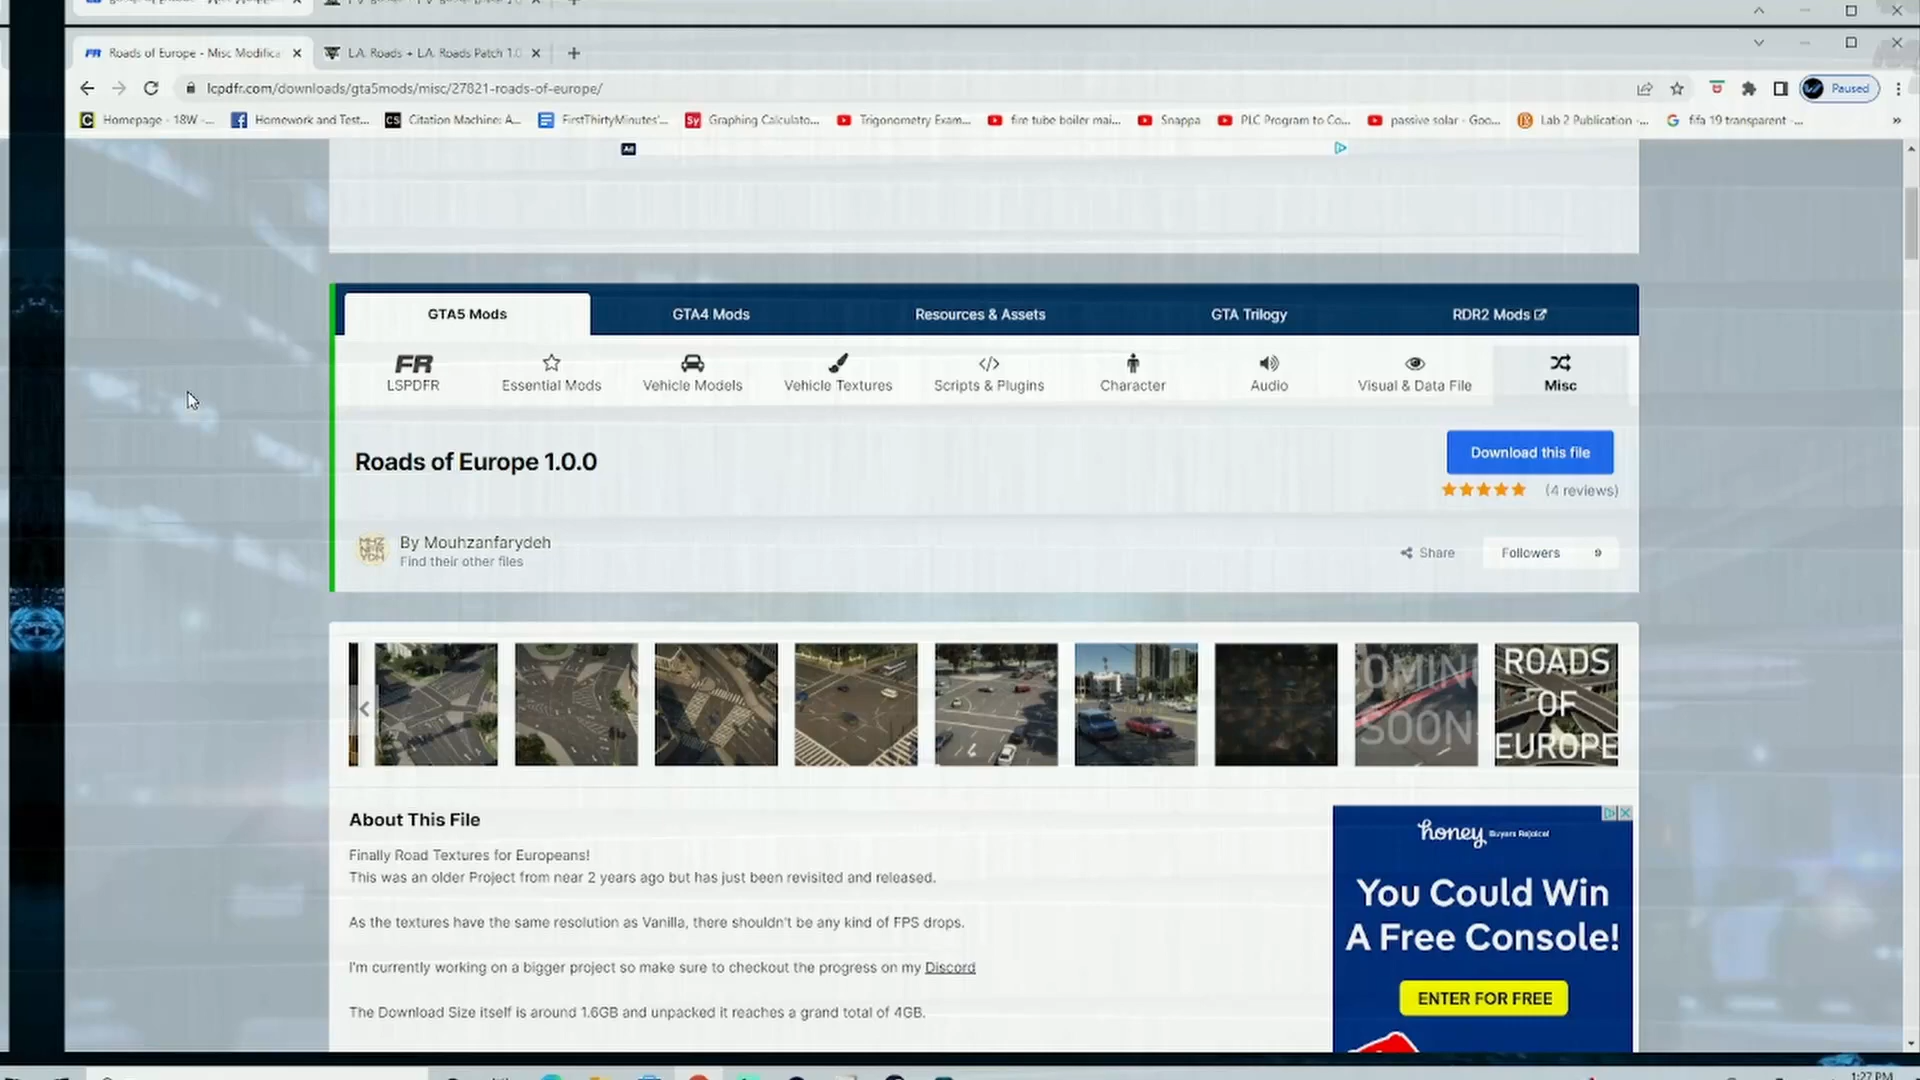 Roads of Europe - Misc Modifica
L.A. Roads + L.A. Roads Patch 1.0
lcpdfr.com/downloads/gta5mods/misc/27821-roads-of-europe/
Paused
Homepage - 18W -...
Homework and Test...
Citation Machine: A...
FirstThirtyMinutes'...
Graphing Calculato...
Trigonometry Exam...
fire tube boiler mai...
Snappa
PLC Program to Co...
passive solar - Goo...
Lab 2 Publication -...
fifa 19 transparent -...
»
Ad
GTA5 Mods
GTA4 Mods
Resources & Assets
GTA Trilogy
RDR2 Mods
FR
LSPDFR
Essential Mods
Vehicle Models
Vehicle Textures
Scripts & Plugins
Character
Audio
Visual & Data File
Misc
Roads of Europe 1.0.0
Download this file
(4 reviews)
By Mouhzanfarydeh
Find their other files
Share
Followers 9
COMING
SOON
ROADS
OF
EUROPE
About This File
Finally Road Textures for Europeans!
This was an older Project from near 2 years ago but has just been revisited and released.
As the textures have the same resolution as Vanilla, there shouldn't be any kind of FPS drops.
I'm currently working on a bigger project so make sure to checkout the progress on my Discord
The Download Size itself is around 1.6GB and unpacked it reaches a grand total of 4GB.
honey Buyers Rejoice!
You Could Win
A Free Console!
ENTER FOR FREE
1:27 PM